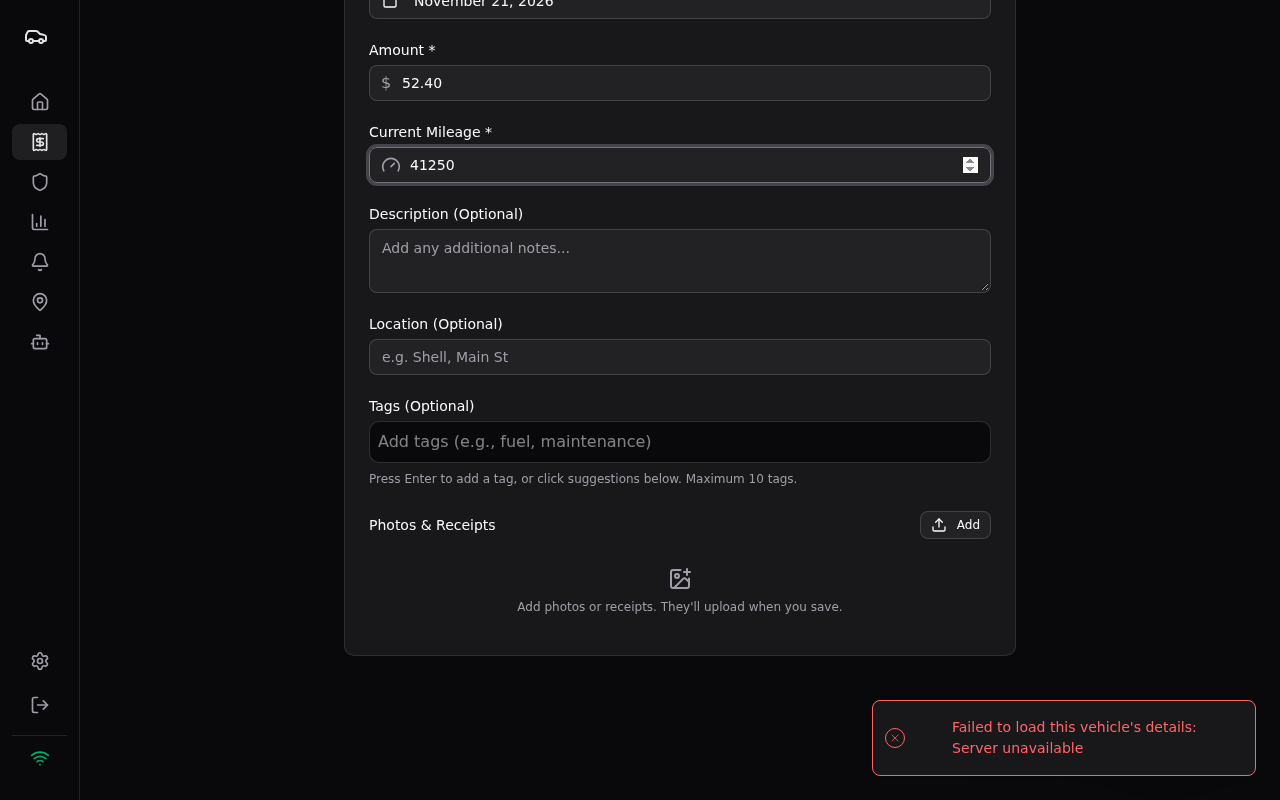 November 21, 2026
Amount *
$ 52.40
Current Mileage *
41250
Description (Optional)
Add any additional notes...
Location (Optional)
e.g. Shell, Main St
Tags (Optional)
Add tags (e.g., fuel, maintenance)
Press Enter to add a tag, or click suggestions below. Maximum 10 tags.
Photos & Receipts
Add
Add photos or receipts. They'll upload when you save.
Failed to load this vehicle's details:
Server unavailable